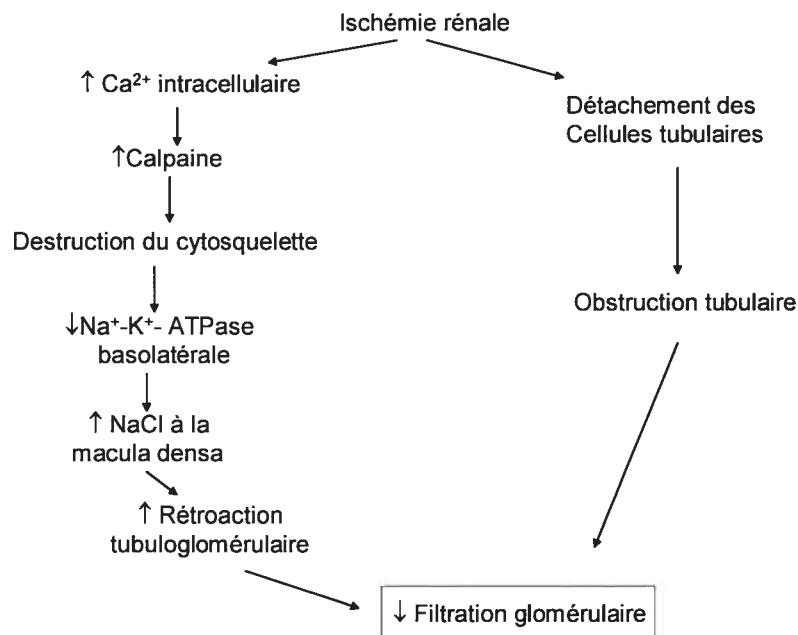 Ischémie rénale
↑ Ca²⁺ intracellulaire
↑Calpaine
Destruction du cytosquelette
↓Na⁺-K⁺- ATPase
basolatérale
↑ NaCl à la
macula densa
↑ Rétroaction
tubuloglomérulaire
Détachement des
Cellules tubulaires
Obstruction tubulaire
↓ Filtration glomérulaire